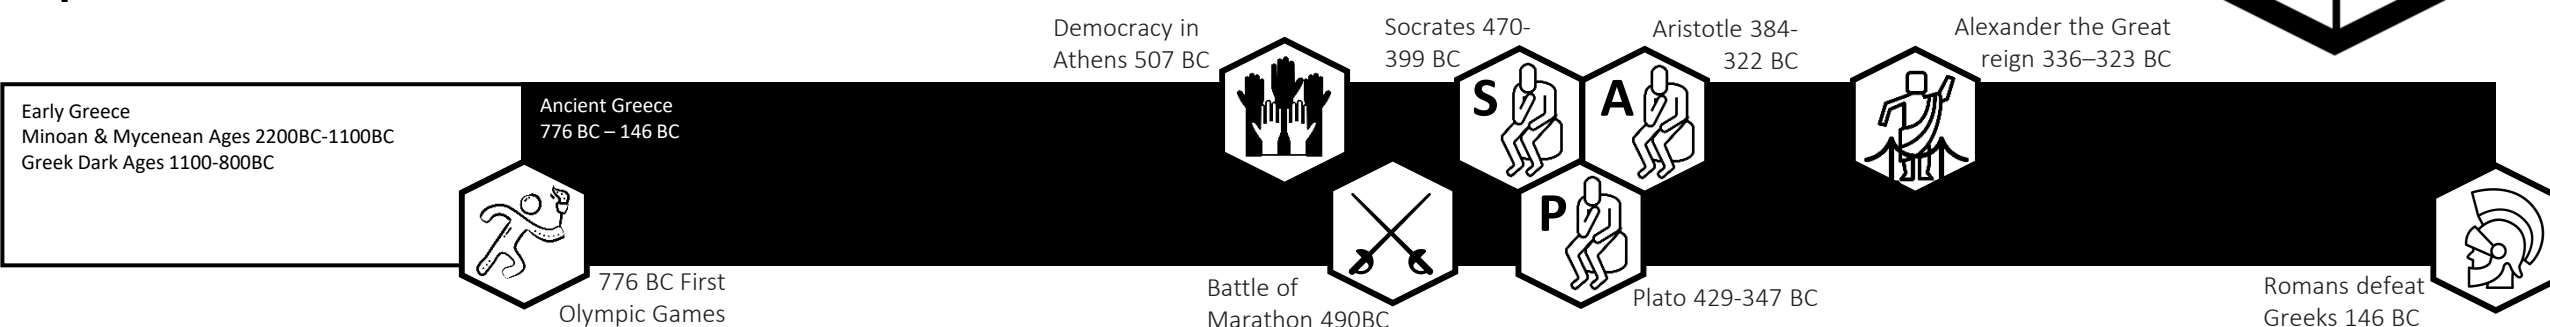 Early Greece
Minoan & Mycenean Ages 2200BC-1100BC
Greek Dark Ages 1100-800BC
Ancient Greece
776 BC – 146 BC
776 BC First
Olympic Games
Democracy in
Athens 507 BC
Battle of
Marathon 490BC
Socrates 470-
399 BC
S
A
P
Aristotle 384-
322 BC
Plato 429-347 BC
Alexander the Great
reign 336–323 BC
Romans defeat
Greeks 146 BC